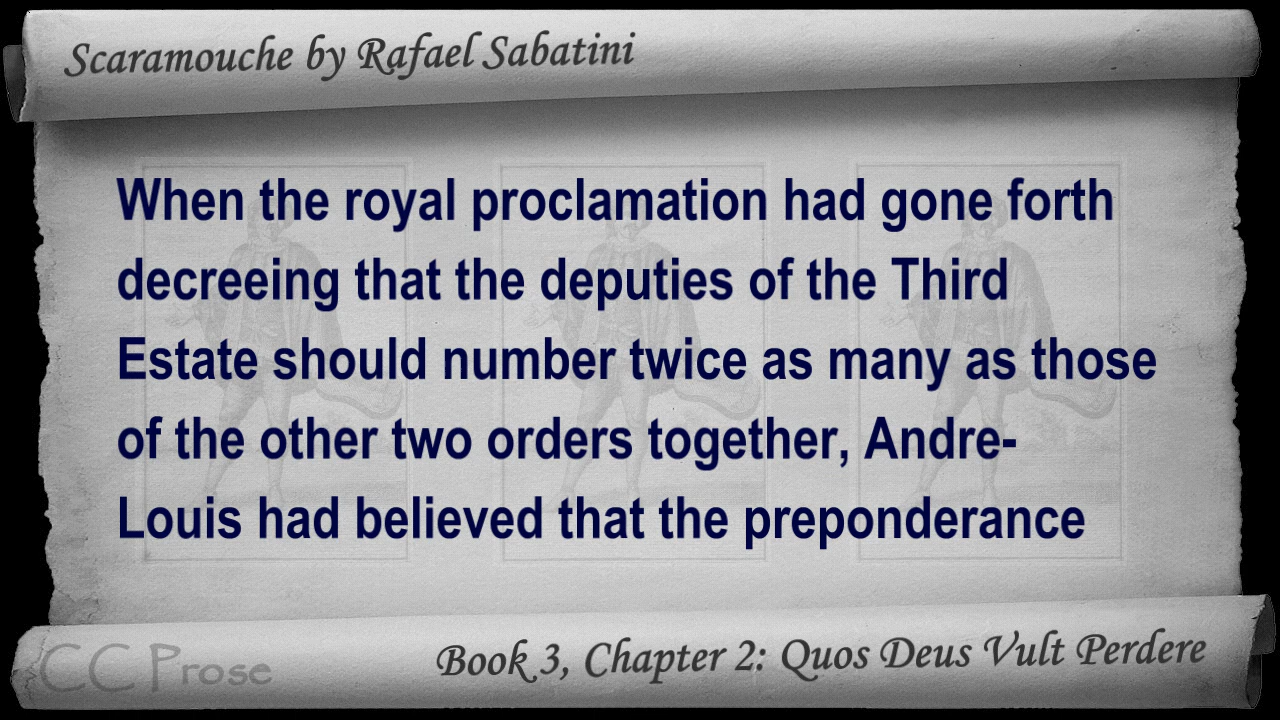 Scaramouche by Rafael Sabatini
When the royal proclamation had gone forth
decreeing that the deputies of the Third
Estate should number twice as many as those
of the other two orders together, Andre-
Louis had believed that the preponderance
CC Prose
Book 3, Chapter 2: Quos Deus Vult Perdere